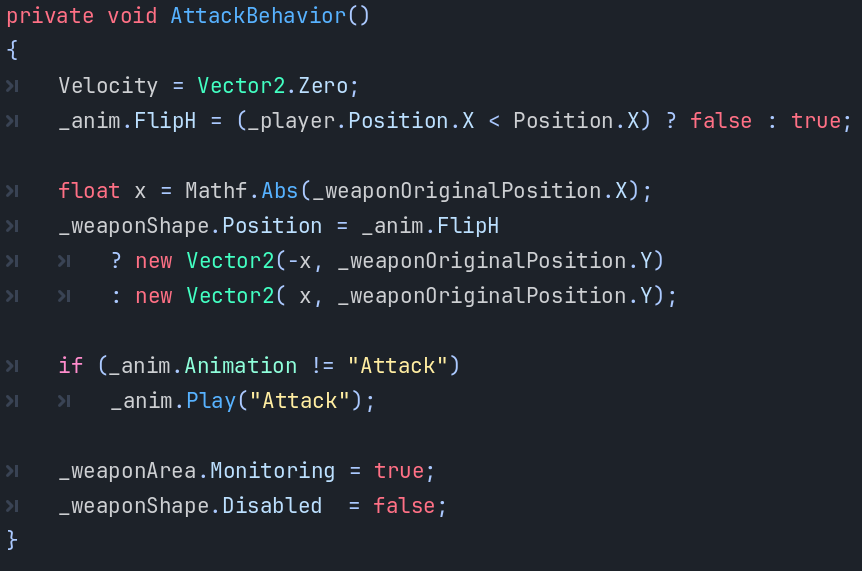 private void AttackBehavior()
{
    Velocity = Vector2.Zero;
    _anim.FlipH = (_player.Position.X < Position.X) ? false : true;

    float x = Mathf.Abs(_weaponOriginalPosition.X);
    _weaponShape.Position = _anim.FlipH
        ? new Vector2(-x, _weaponOriginalPosition.Y)
        : new Vector2( x, _weaponOriginalPosition.Y);

    if (_anim.Animation != "Attack")
        _anim.Play("Attack");

    _weaponArea.Monitoring = true;
    _weaponShape.Disabled  = false;
}